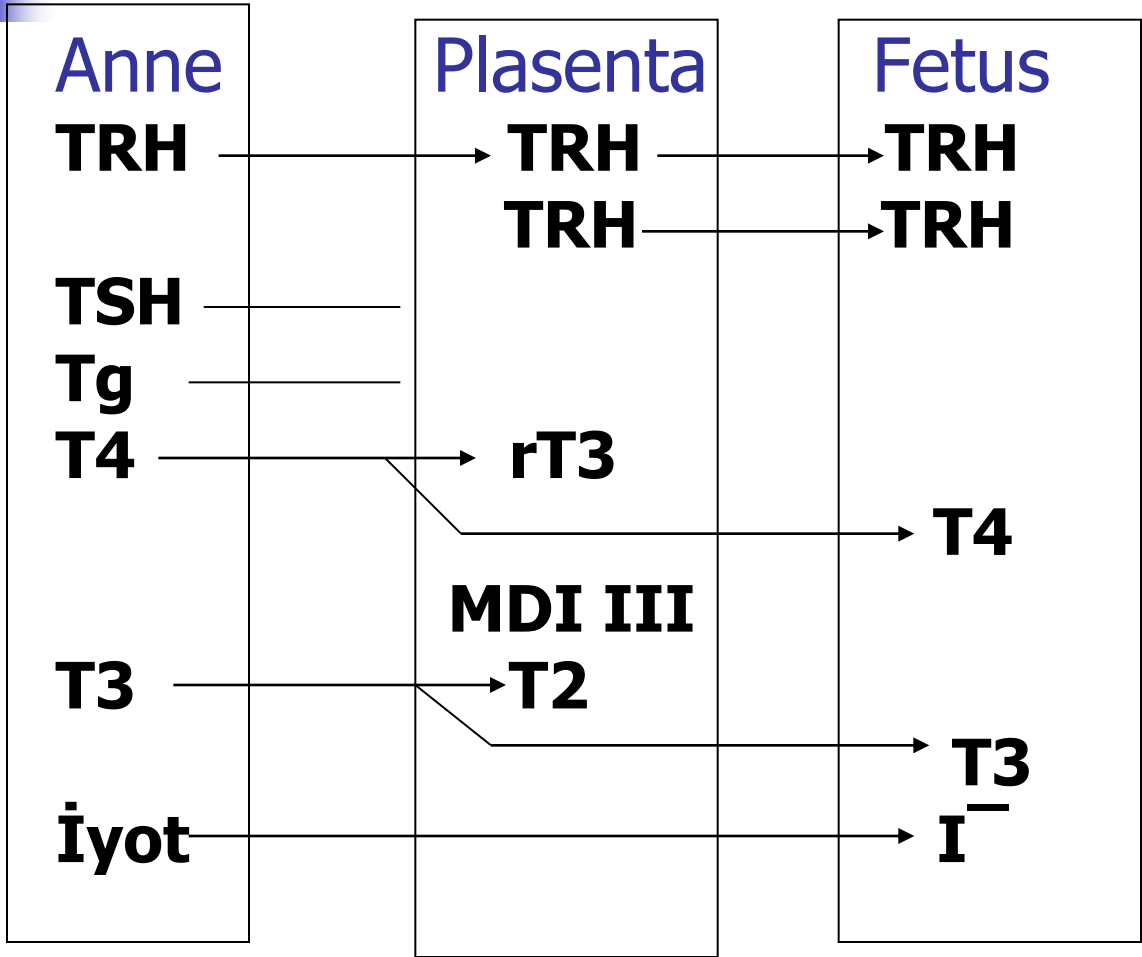 Anne Plasenta Fetus
TRH TRH TRH
TRH TRH
TSH
Tg
T4 rT3
T4
MDI III
T3 T2
T3
İyot I¯